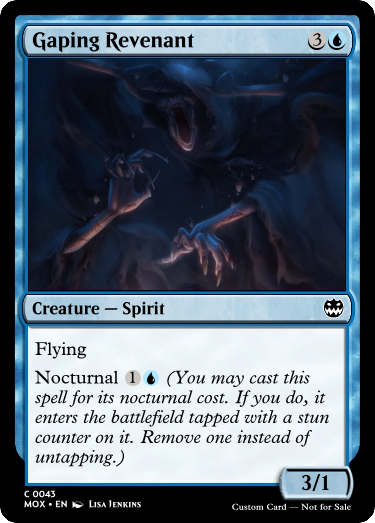 Gaping Revenant 3
Creature — Spirit
Flying
Nocturnal 1 (You may cast this
spell for its nocturnal cost. If you do, it
enters the battlefield tapped with a stun
counter on it. Remove one instead of
untapping.)
3/1
C 0043
MOX • EN Lisa Jenkins
Custom Card — Not for Sale